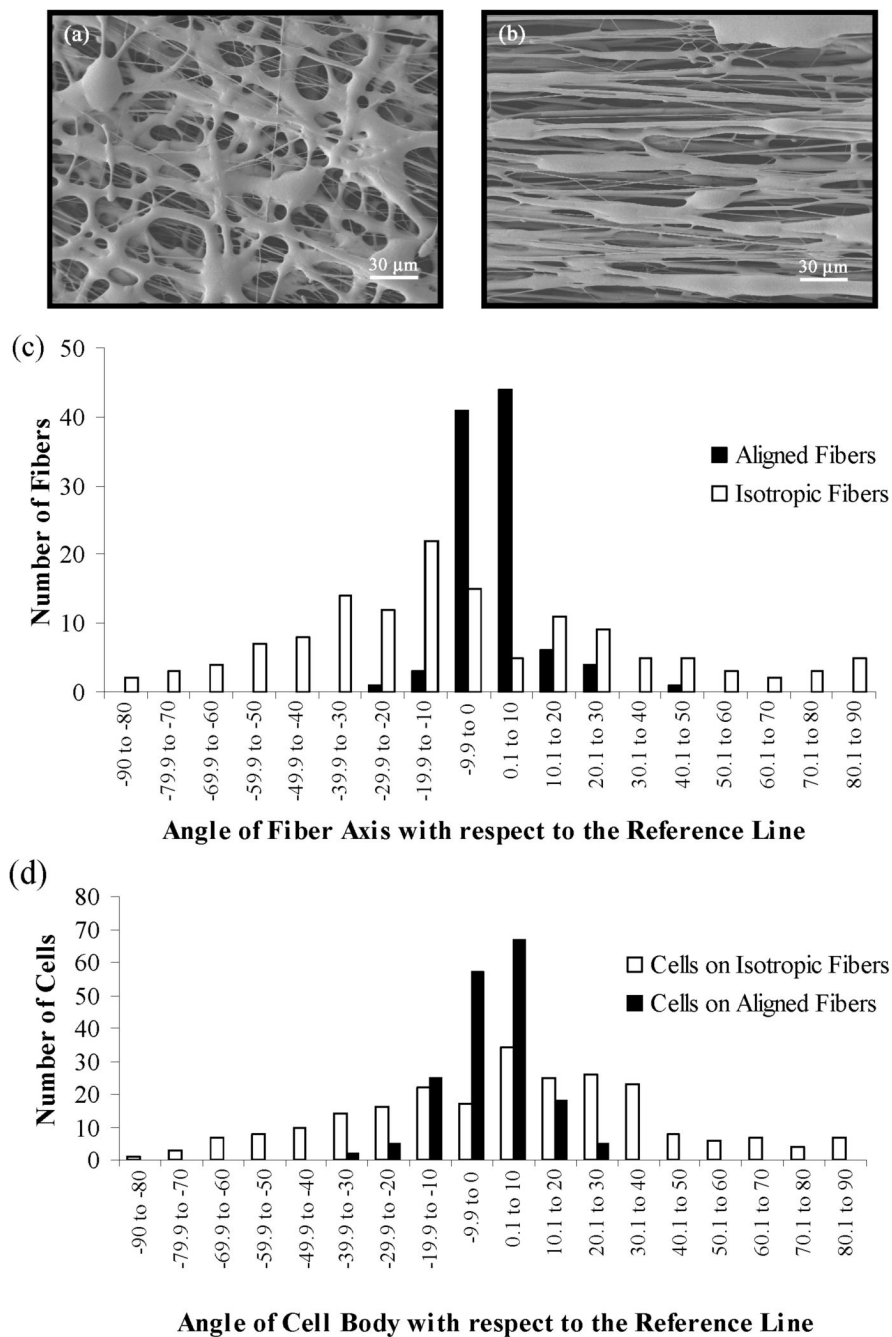 (a)
30 µm
(b)
30 µm
(c)
50
40
30
20
10
0
Number of Fibers
Aligned Fibers
Isotropic Fibers
-90 to -80
-79.9 to -70
-69.9 to -60
-59.9 to -50
-49.9 to -40
-39.9 to -30
-29.9 to -20
-19.9 to -10
-9.9 to 0
0.1 to 10
10.1 to 20
20.1 to 30
30.1 to 40
40.1 to 50
50.1 to 60
60.1 to 70
70.1 to 80
80.1 to 90
Angle of Fiber Axis with respect to the Reference Line
(d)
80
70
60
50
40
30
20
10
0
Number of Cells
Cells on Isotropic Fibers
Cells on Aligned Fibers
-90 to -80
-79.9 to -70
-69.9 to -60
-59.9 to -50
-49.9 to -40
-39.9 to -30
-29.9 to -20
-19.9 to -10
-9.9 to 0
0.1 to 10
10.1 to 20
20.1 to 30
30.1 to 40
40.1 to 50
50.1 to 60
60.1 to 70
70.1 to 80
80.1 to 90
Angle of Cell Body with respect to the Reference Line